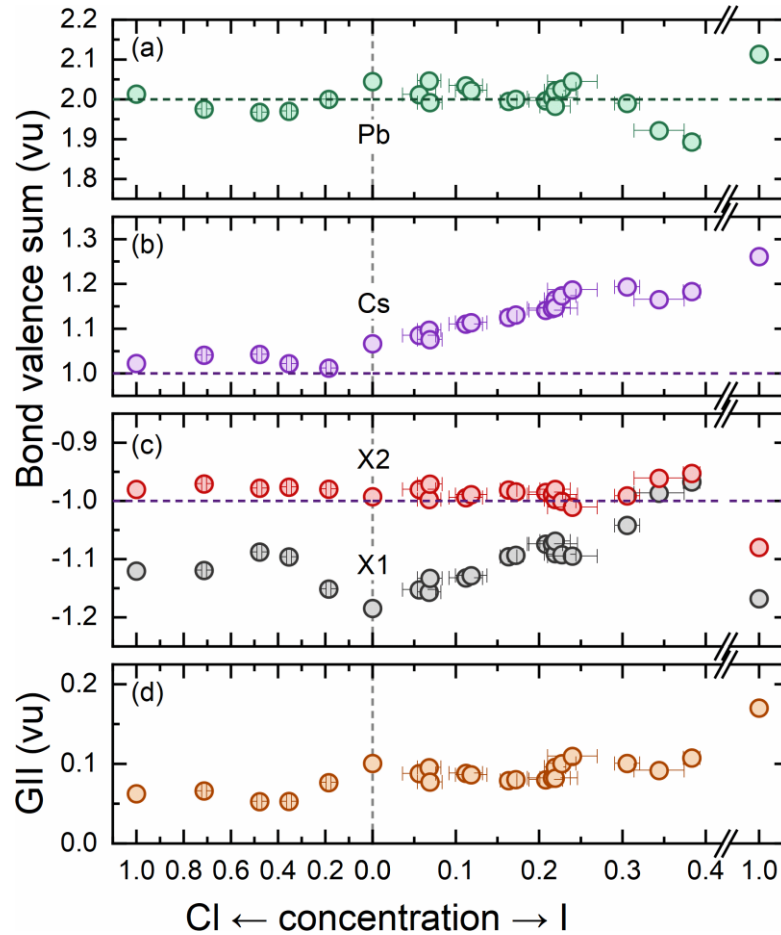 Bond valence sum (vu)
GII (vu)
(a)
2.2
2.1
2.0
1.9
1.8
Pb
(b)
1.3
1.2
1.1
1.0
Cs
(c)
-0.9
-1.0
-1.1
-1.2
X2
X1
(d)
0.2
0.1
0.0
1.0 0.8 0.6 0.4 0.2 0.0 0.1 0.2 0.3 0.4 1.0
Cl ← concentration → I